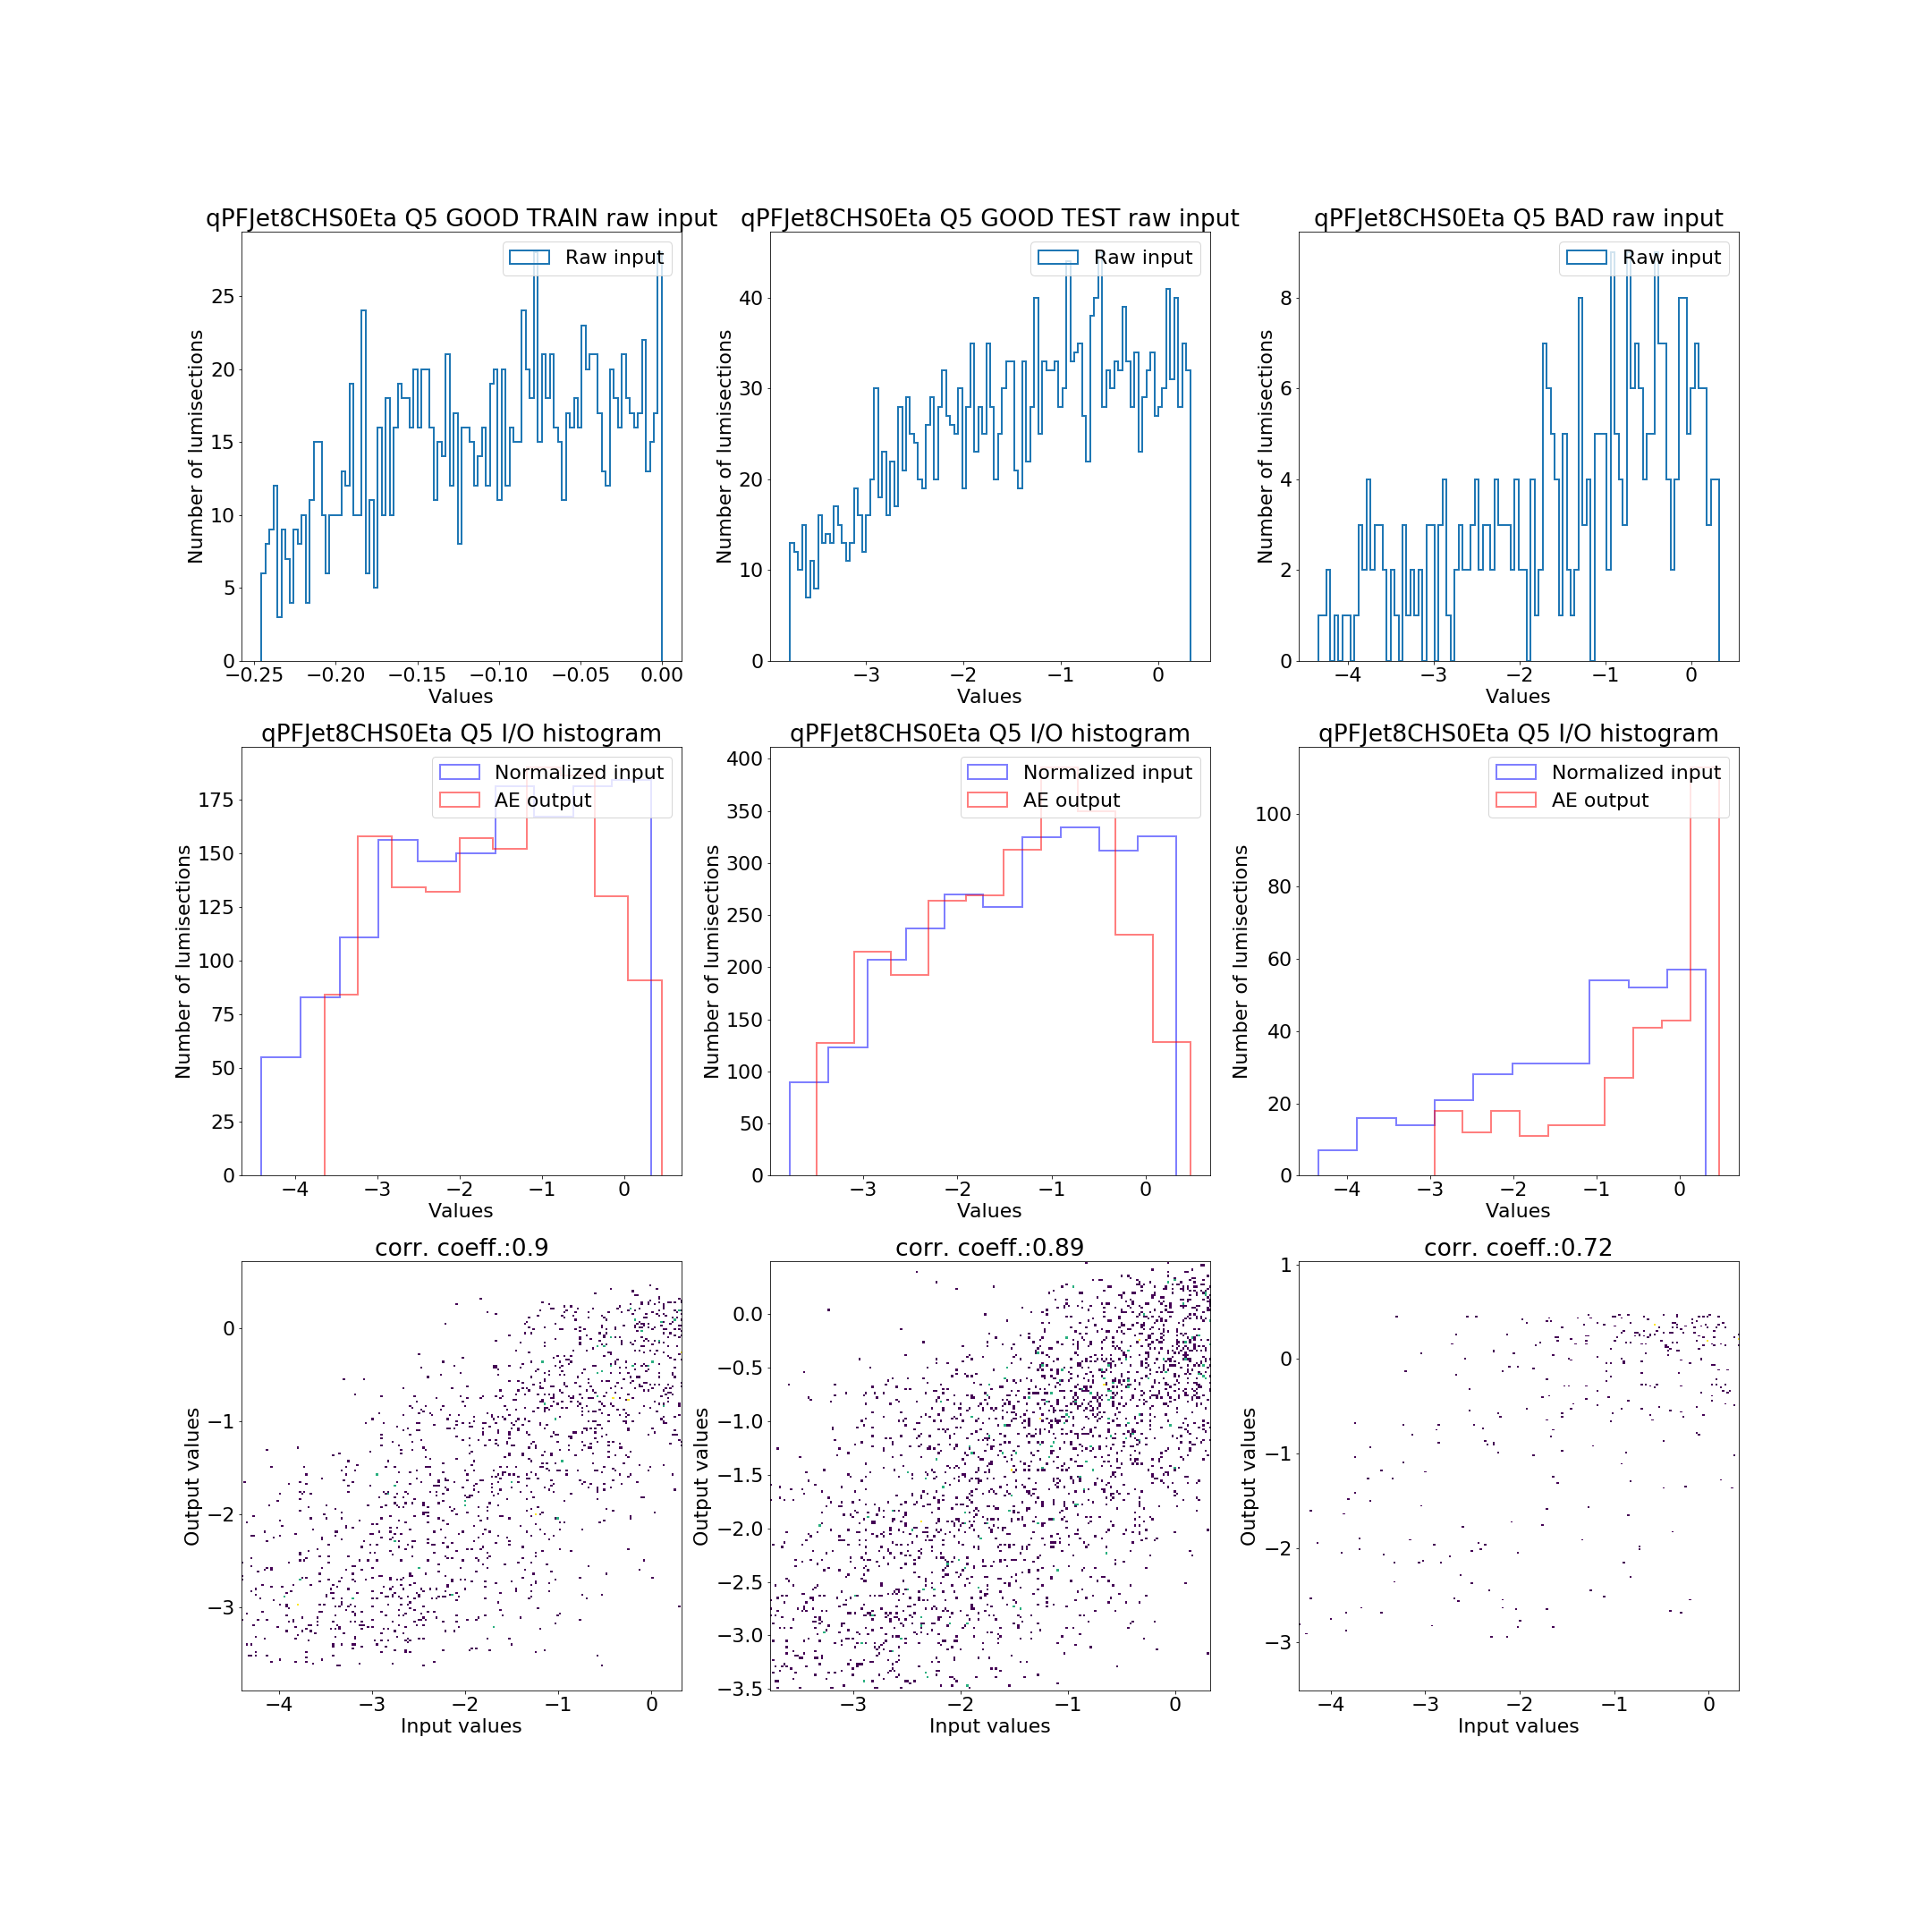 qPFJet8CHS0Eta Q5 GOOD TRAIN raw input
Raw input
Number of lumisections
25
20
15
10
5
0
−0.25 −0.20 −0.15 −0.10 −0.05 0.00
Values
qPFJet8CHS0Eta Q5 GOOD TEST raw input
Raw input
Number of lumisections
40
30
20
10
0
−3 −2 −1 0
Values
qPFJet8CHS0Eta Q5 BAD raw input
Raw input
Number of lumisections
8
6
4
2
0
−4 −3 −2 −1 0
Values
qPFJet8CHS0Eta Q5 I/O histogram
Normalized input
AE output
Number of lumisections
175
150
125
100
75
50
25
0
−4 −3 −2 −1 0
Values
qPFJet8CHS0Eta Q5 I/O histogram
Normalized input
AE output
Number of lumisections
400
350
300
250
200
150
100
50
0
−3 −2 −1 0
Values
qPFJet8CHS0Eta Q5 I/O histogram
Normalized input
AE output
Number of lumisections
100
80
60
40
20
0
−4 −3 −2 −1 0
Values
corr. coeff.:0.9
Output values
0
−1
−2
−3
−4 −3 −2 −1 0
Input values
corr. coeff.:0.89
Output values
0.0
−0.5
−1.0
−1.5
−2.0
−2.5
−3.0
−3.5
−3 −2 −1 0
Input values
corr. coeff.:0.72
Output values
1
0
−1
−2
−3
−4 −3 −2 −1 0
Input values